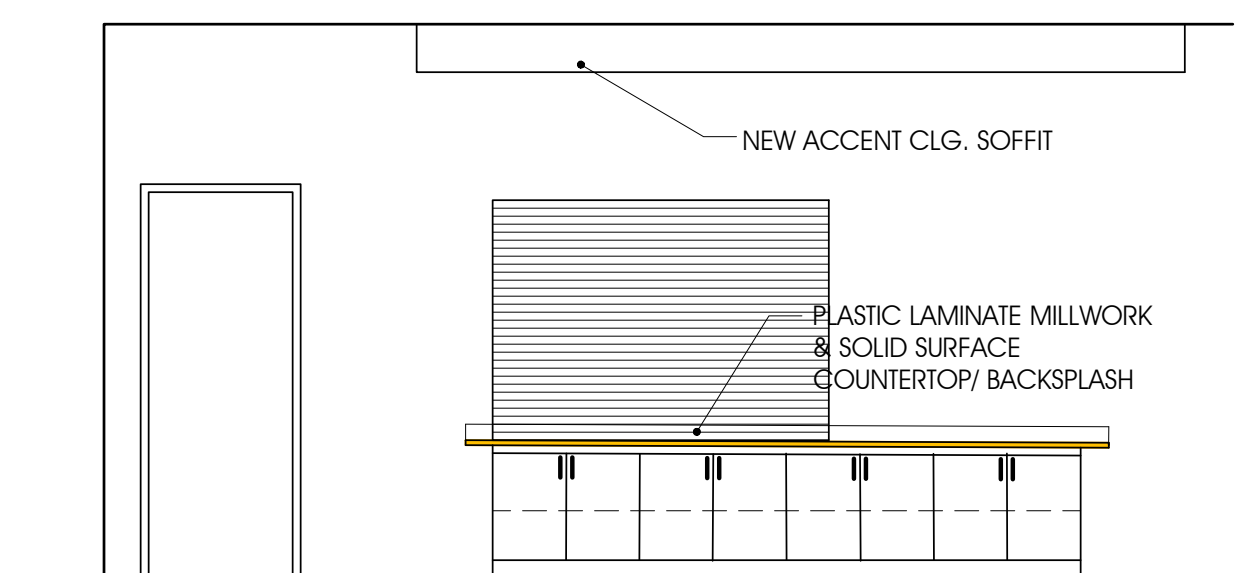 NEW ACCENT CLG. SOFFIT
PLASTIC LAMINATE MILLWORK
& SOLID SURFACE
COUNTERTOP/ BACKSPLASH